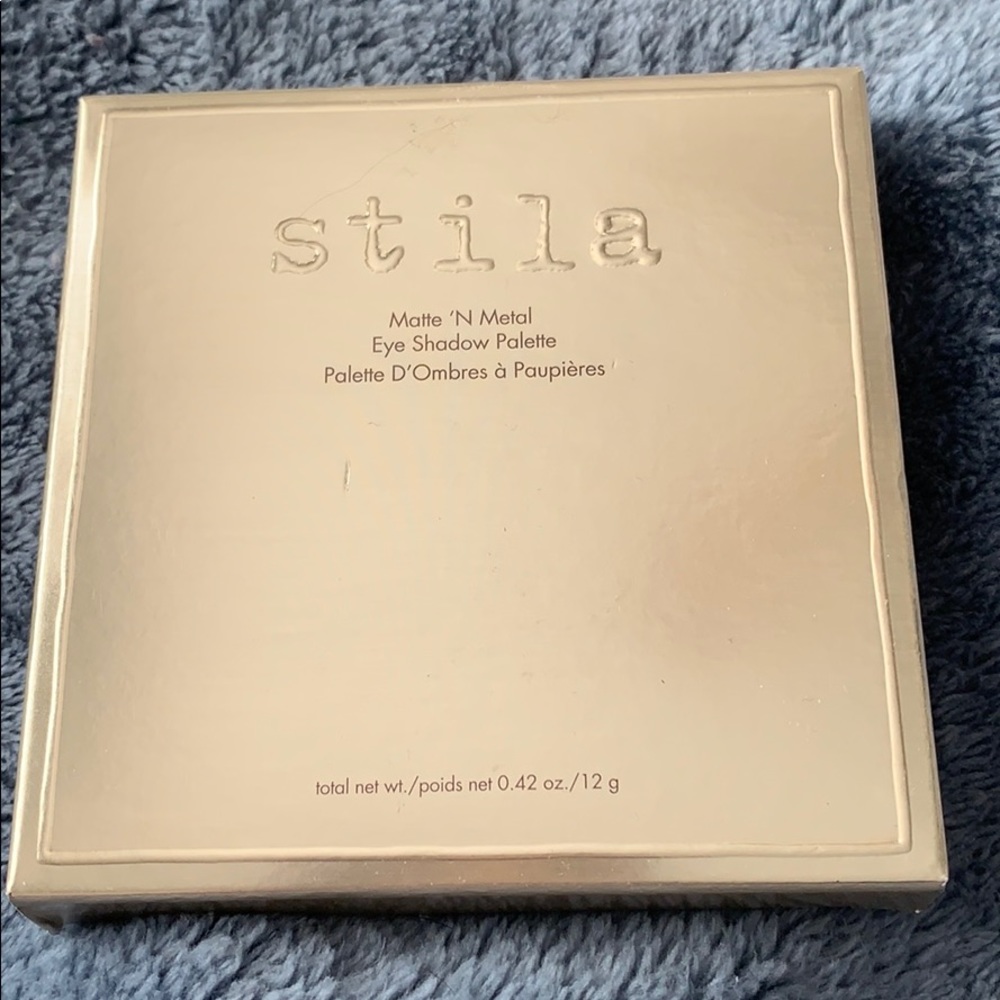 stila
Matte ‘N Metal
Eye Shadow Palette
Palette D’Ombres à Paupières
total net wt./poids net 0.42 oz./12 g